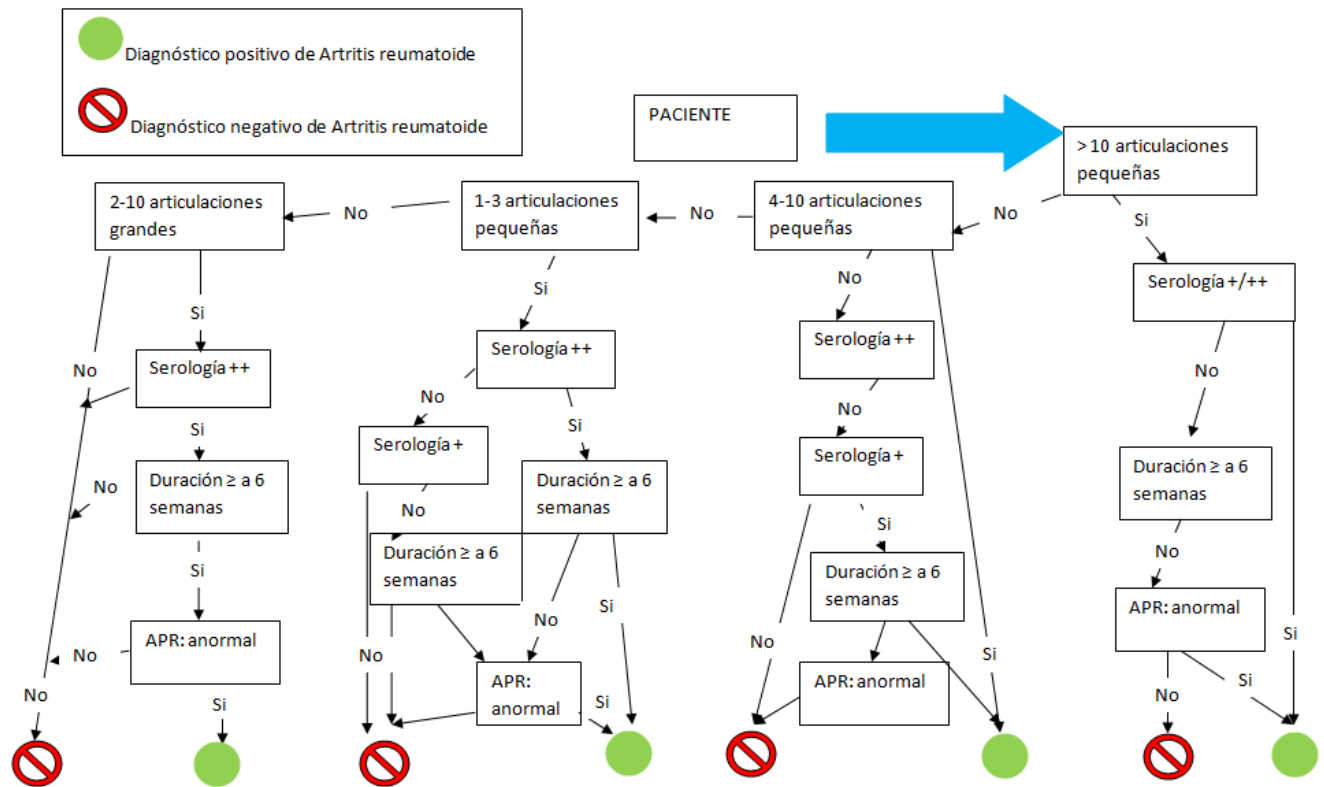 Diagnóstico positivo de Artritis reumatoide
Diagnóstico negativo de Artritis reumatoide
PACIENTE
> 10 articulaciones
pequeñas
4-10 articulaciones
pequeñas
1-3 articulaciones
pequeñas
2-10 articulaciones
grandes
No
No
No
Si
Serología +/++
No
Duración ≥ a 6
semanas
No
APR: anormal
No
Si
Si
No
Serología ++
No
Serología +
Si
Duración ≥ a 6
semanas
APR: anormal
No
Si
Si
Serología ++
No
Si
Serología +
Duración ≥ a 6
semanas
No
Duración ≥ a 6
semanas
No
Si
APR:
anormal
No
Si
Si
No
Serología ++
Si
Duración ≥ a 6
semanas
No
Si
APR: anormal
No
No
Si